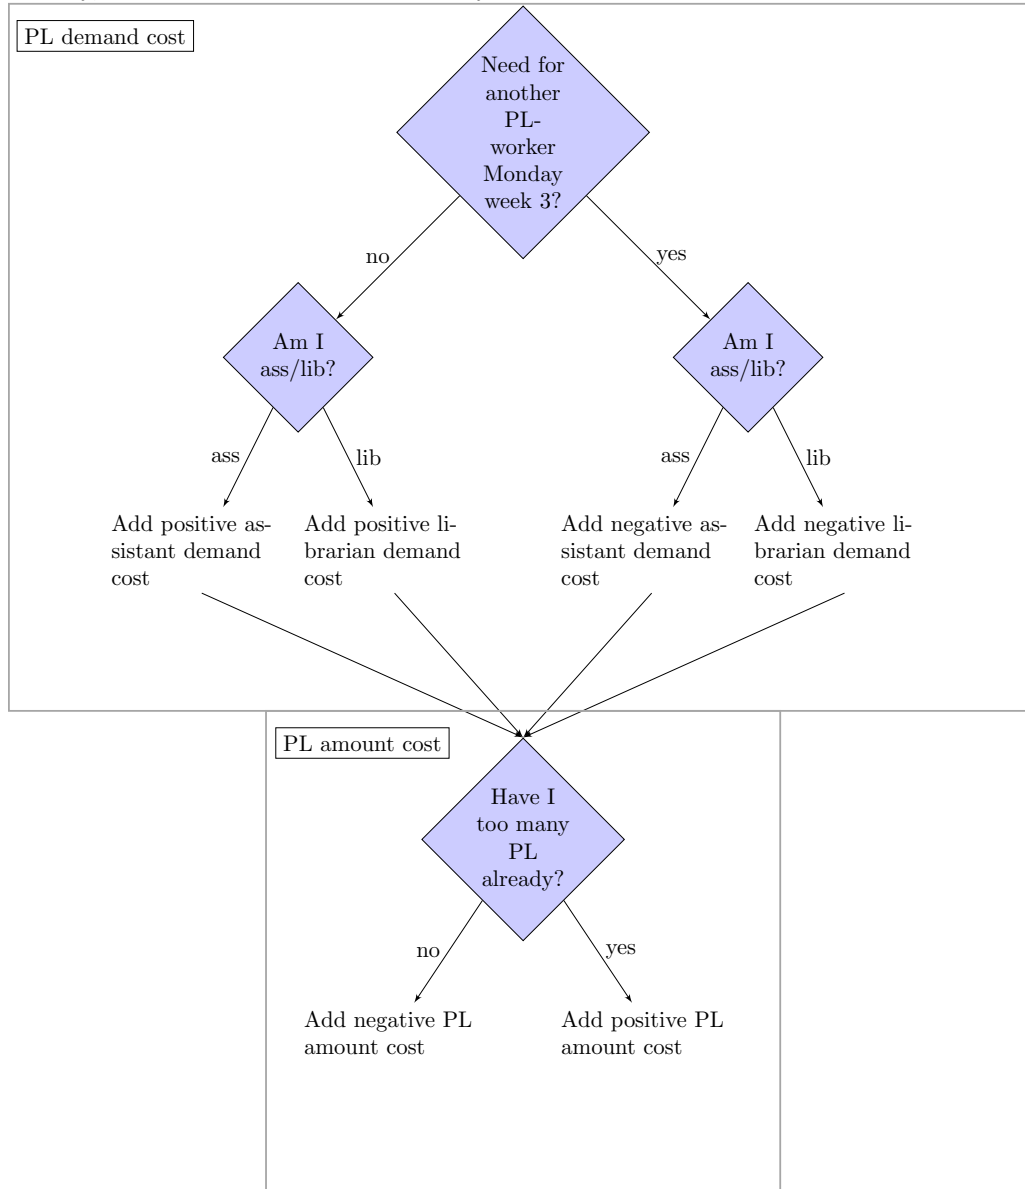 PL demand cost
Need for
another
PL-
worker
Monday
week 3?
no
yes
Am I
ass/lib?
Am I
ass/lib?
ass
lib
ass
lib
Add positive as-
sistant demand
cost
Add positive li-
brarian demand
cost
Add negative as-
sistant demand
cost
Add negative li-
brarian demand
cost
PL amount cost
Have I
too many
PL
already?
no
yes
Add negative PL
amount cost
Add positive PL
amount cost